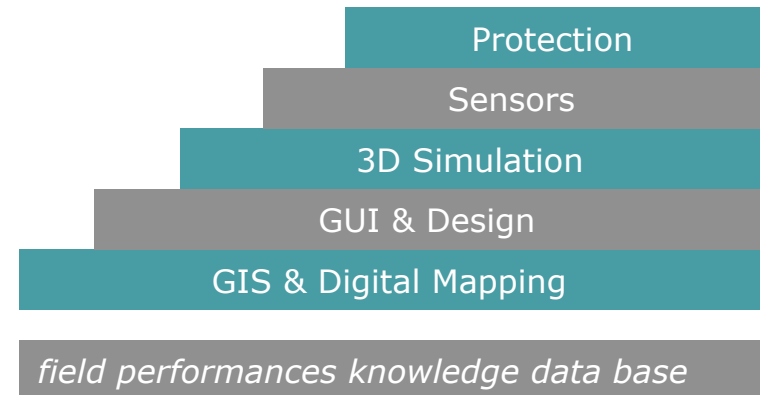 Protection
Sensors
3D Simulation
GUI & Design
GIS & Digital Mapping
field performances knowledge data base